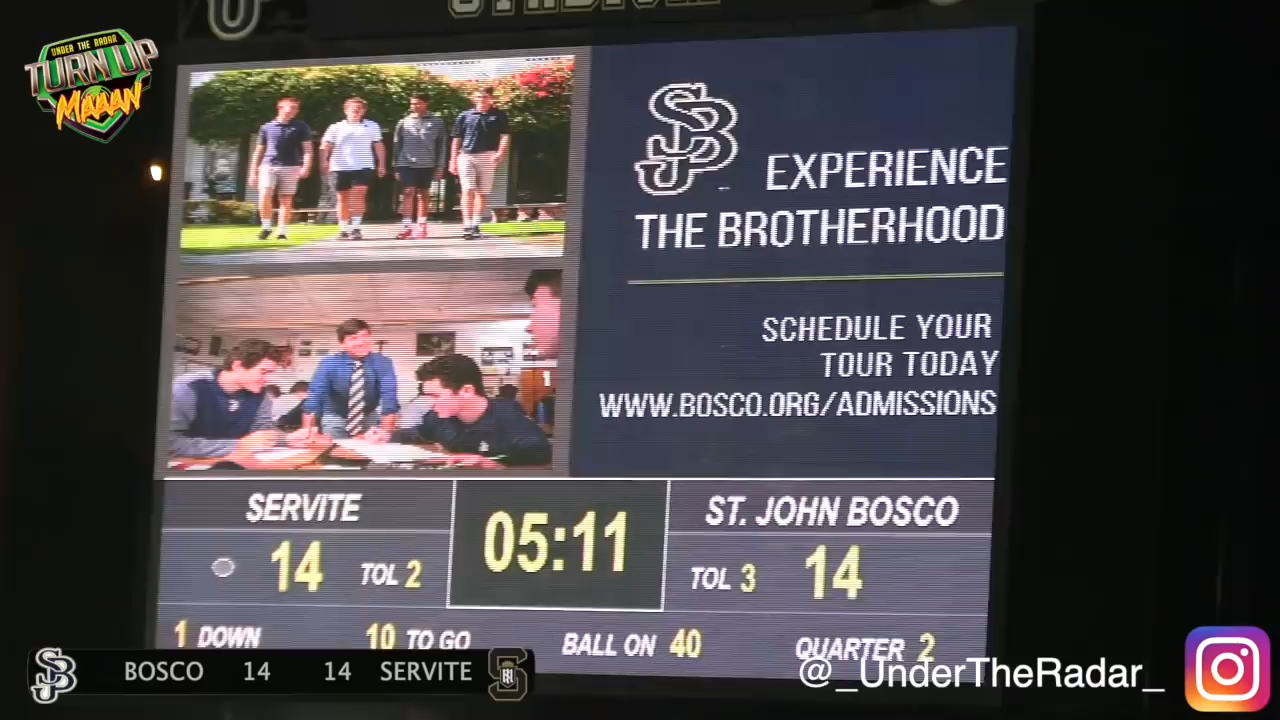 STADIUM
UNDER THE RADAR
TURN UP
MAAAN
SJB
EXPERIENCE
THE BROTHERHOOD
SCHEDULE YOUR
TOUR TODAY
WWW.BOSCO.ORG/ADMISSIONS
SERVITE
14 TOL 2
05:11
ST. JOHN BOSCO
TOL 3 14
1 DOWN 10 TO GO BALL ON 40 QUARTER 2
BOSCO 14 14 SERVITE
@_UnderTheRadar_